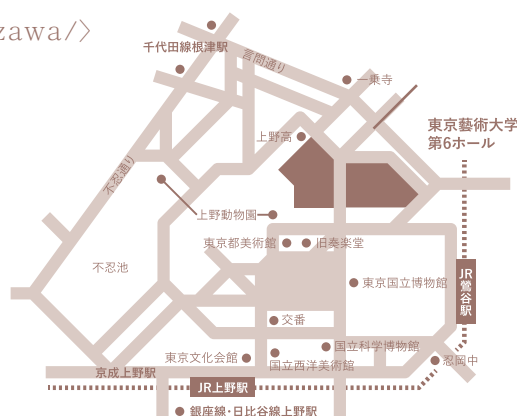 zawa/>
千代田線根津駅
言問通り
一乗寺
東京藝術大学
第6ホール
上野高
不忍通り
上野動物園
東京都美術館
旧奏楽堂
不忍池
東京国立博物館
JR
鶯谷駅
交番
国立科学博物館
東京文化会館
国立西洋美術館
忍岡中
京成上野駅
JR上野駅
銀座線・日比谷線上野駅